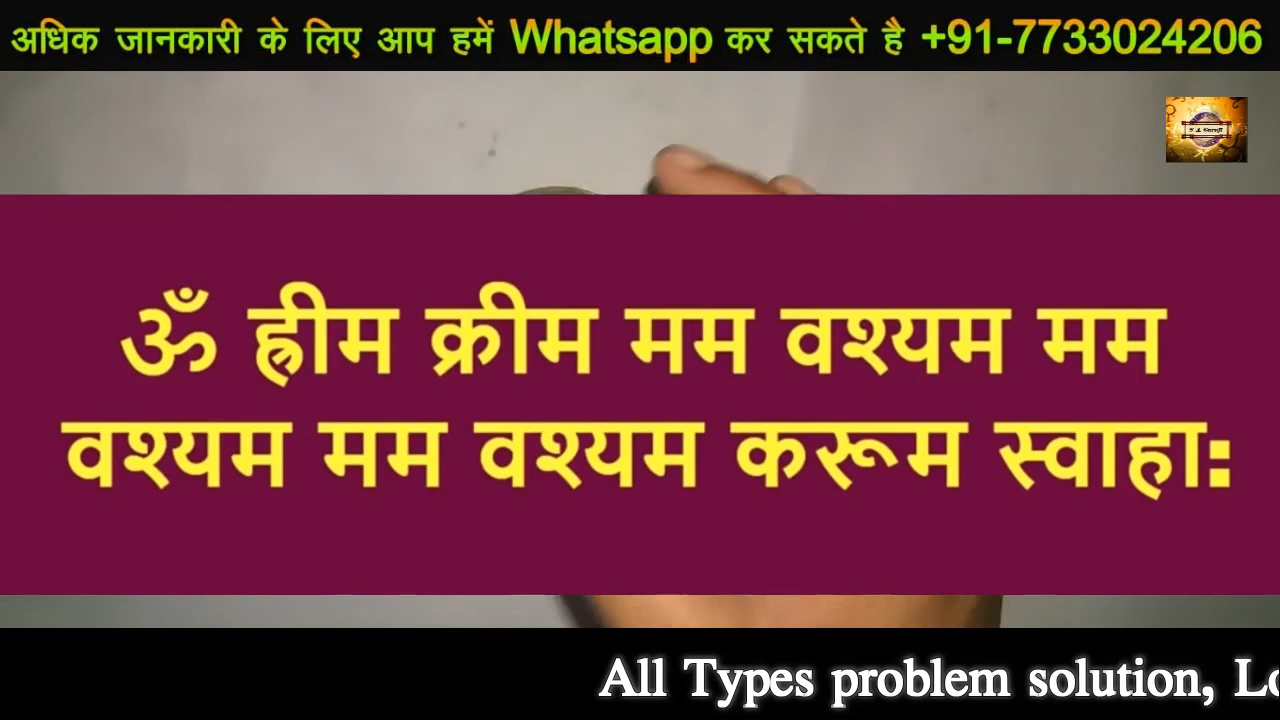 अधिक जानकारी के लिए आप हमें Whatsapp कर सकते है +91-7733024206
ॐ ह्रीम क्रीम मम वश्यम मम
वश्यम मम वश्यम करूम स्वाहा:
All Types problem solution, Lo